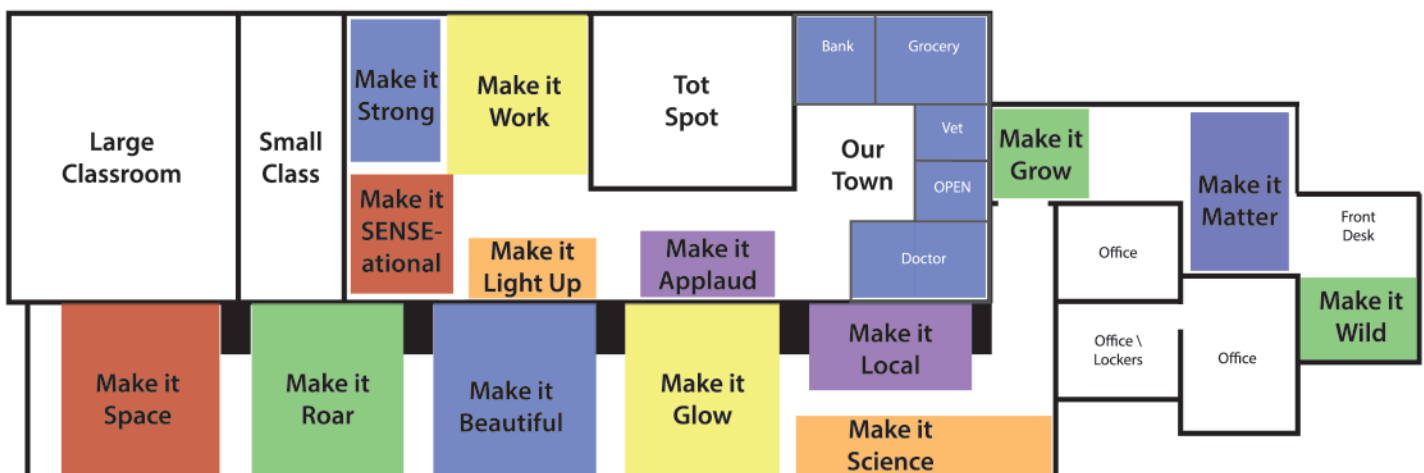 Large
Classroom
Small
Class
Make it
Strong
Make it
SENSE-
ational
Make it
Work
Make it
Light Up
Tot
Spot
Make it
Applaud
Our
Town
Bank
Grocery
Vet
OPEN
Doctor
Make it
Grow
Make it
Matter
Front
Desk
Office
Office \
Lockers
Office
Make it
Wild
Make it
Space
Make it
Roar
Make it
Beautiful
Make it
Glow
Make it
Local
Make it
Science